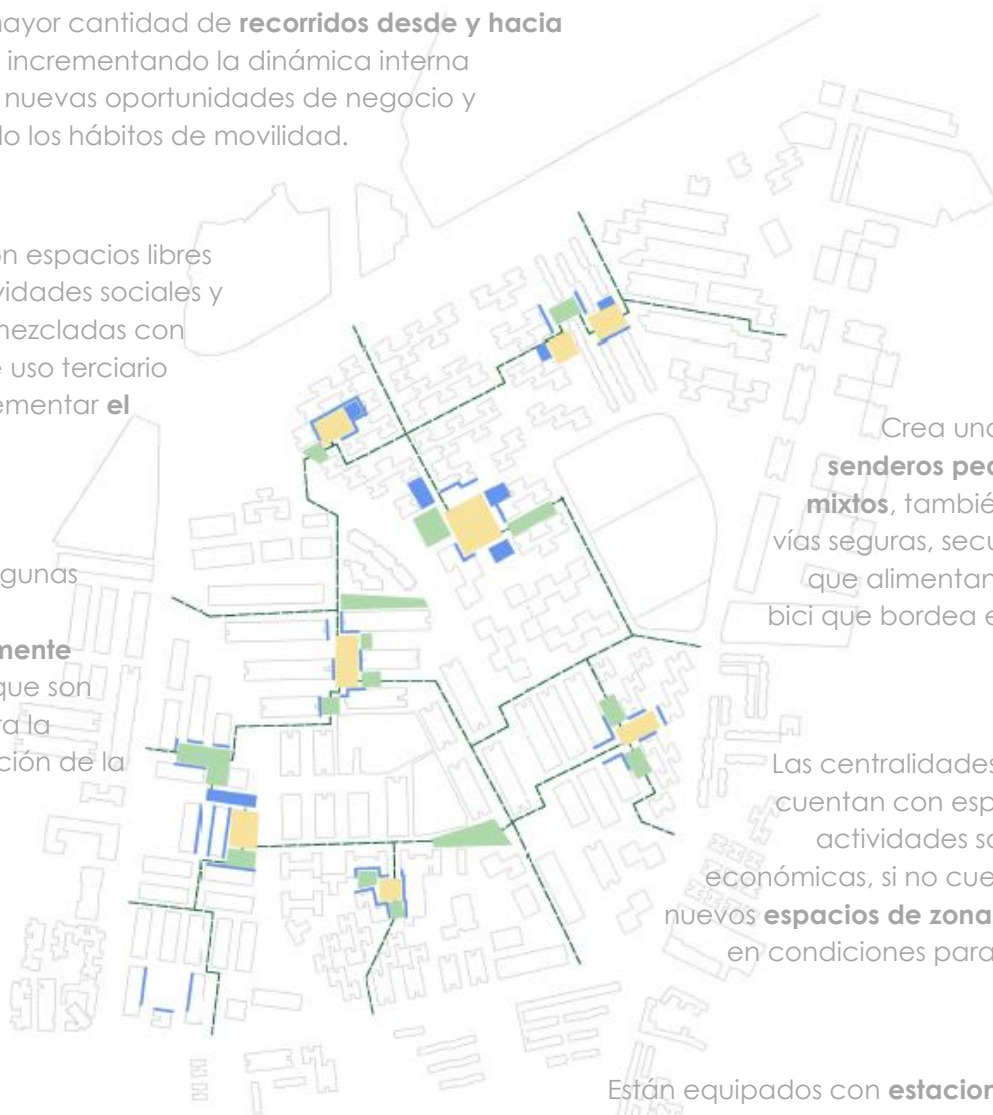 mayor cantidad de recorridos desde y hacia
incrementando la dinámica interna
nuevas oportunidades de negocio y
do los hábitos de movilidad.
on espacios libres
vidades sociales y
mezcladas con
e uso terciario
ementar el
gunas
mente
que son
ra la
ción de la
Crea una
senderos pea
mixtos, tambié
vías seguras, secu
que alimentan
bici que bordea e
Las centralidades
cuentan con esp
actividades so
económicas, si no cue
nuevos espacios de zona
en condiciones para
Están equipados con estacion